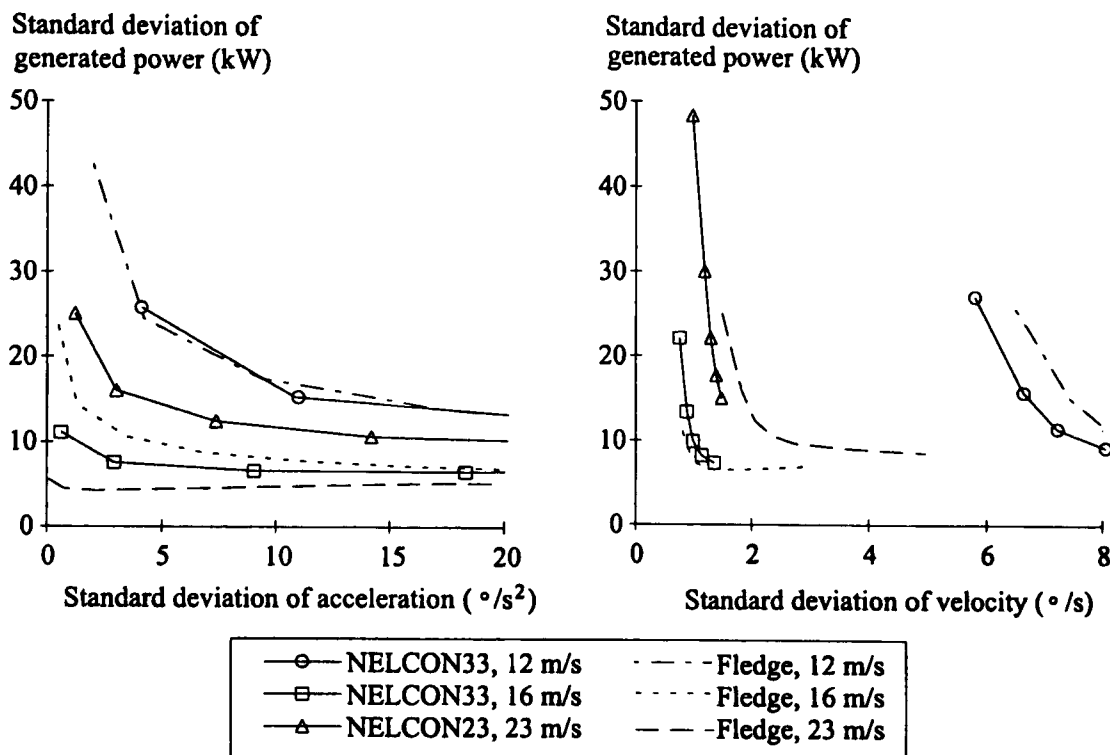 Standard deviation of
generated power (kW)
50
40
30
20
10
0
0 5 10 15 20
Standard deviation of acceleration ( °/s²)
Standard deviation of
generated power (kW)
50
40
30
20
10
0
0 2 4 6 8
Standard deviation of velocity ( °/s)
NELCON33, 12 m/s
NELCON33, 16 m/s
NELCON23, 23 m/s
Fledge, 12 m/s
Fledge, 16 m/s
Fledge, 23 m/s